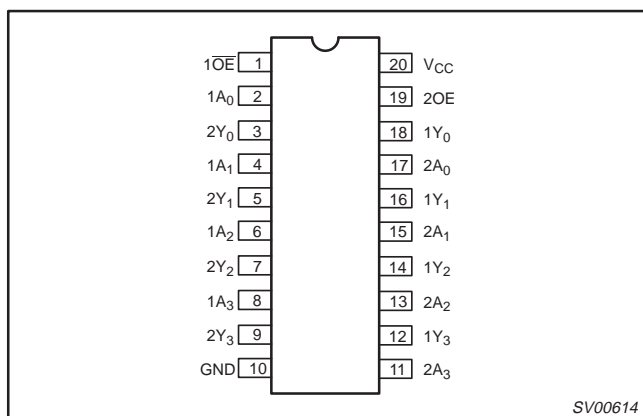 1O̅E̅ 1 20 V_CC
1A₀ 2 19 2OE
2Y₀ 3 18 1Y₀
1A₁ 4 17 2A₀
2Y₁ 5 16 1Y₁
1A₂ 6 15 2A₁
2Y₂ 7 14 1Y₂
1A₃ 8 13 2A₂
2Y₃ 9 12 1Y₃
GND 10 11 2A₃
SV00614